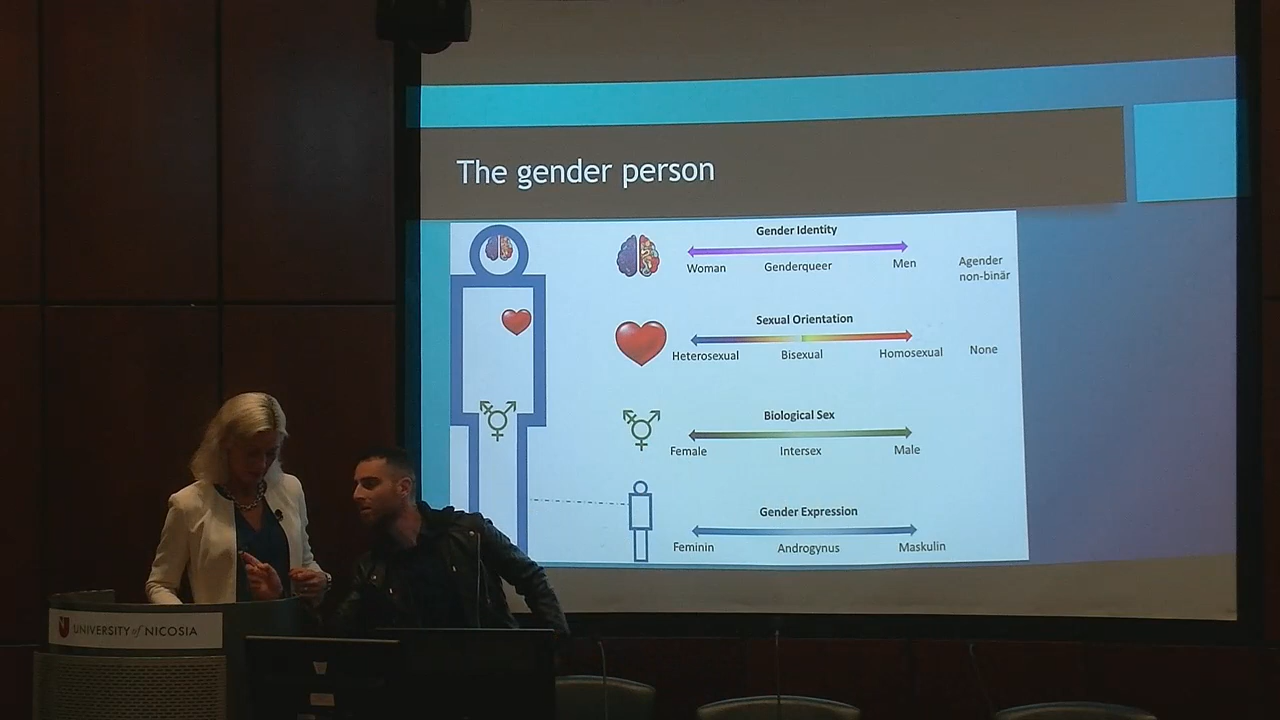 The gender person
Gender Identity
Woman Genderqueer Men Agender
non-binär
Sexual Orientation
Heterosexual Bisexual Homosexual None
Biological Sex
Female Intersex Male
Gender Expression
Feminin Androgynus Maskulin
UNIVERSITY of NICOSIA